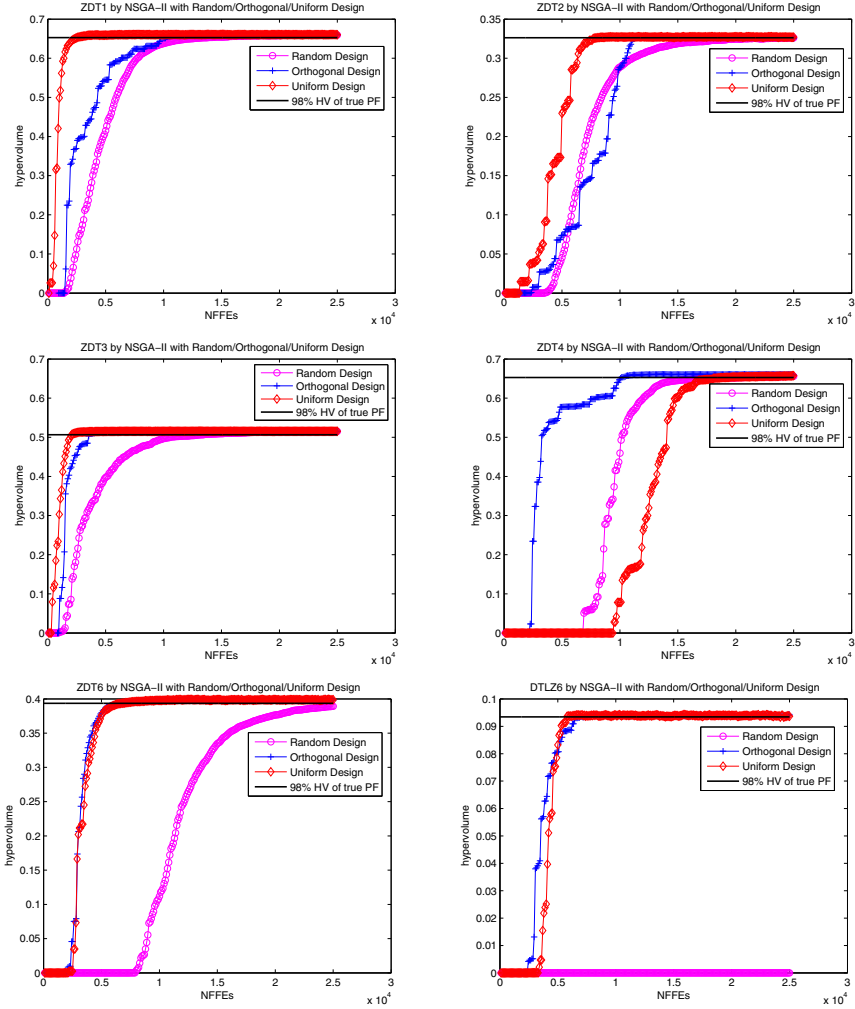 ZDT1 by NSGA−II with Random/Orthogonal/Uniform Design
0.7
0.6
0.5
0.4
0.3
0.2
0.1
0
hypervolume
Random Design
Orthogonal Design
Uniform Design
98% HV of true PF
0 0.5 1 1.5 2 2.5 3
x 10^4
NFFEs
ZDT2 by NSGA−II with Random/Orthogonal/Uniform Design
0.35
0.3
0.25
0.2
0.15
0.1
0.05
0
hypervolume
Random Design
Orthogonal Design
Uniform Design
98% HV of true PF
0 0.5 1 1.5 2 2.5 3
x 10^4
NFFEs
ZDT3 by NSGA−II with Random/Orthogonal/Uniform Design
0.7
0.6
0.5
0.4
0.3
0.2
0.1
0
hypervolume
Random Design
Orthogonal Design
Uniform Design
98% HV of true PF
0 0.5 1 1.5 2 2.5 3
x 10^4
NFFEs
ZDT4 by NSGA−II with Random/Orthogonal/Uniform Design
0.7
0.6
0.5
0.4
0.3
0.2
0.1
0
hypervolume
Random Design
Orthogonal Design
Uniform Design
98% HV of true PF
0 0.5 1 1.5 2 2.5 3
x 10^4
NFFEs
ZDT6 by NSGA−II with Random/Orthogonal/Uniform Design
0.4
0.35
0.3
0.25
0.2
0.15
0.1
0.05
0
hypervolume
Random Design
Orthogonal Design
Uniform Design
98% HV of true PF
0 0.5 1 1.5 2 2.5 3
x 10^4
NFFEs
DTLZ6 by NSGA−II with Random/Orthogonal/Uniform Design
0.1
0.09
0.08
0.07
0.06
0.05
0.04
0.03
0.02
0.01
0
hypervolume
Random Design
Orthogonal Design
Uniform Design
98% HV of true PF
0 0.5 1 1.5 2 2.5 3
x 10^4
NFFEs